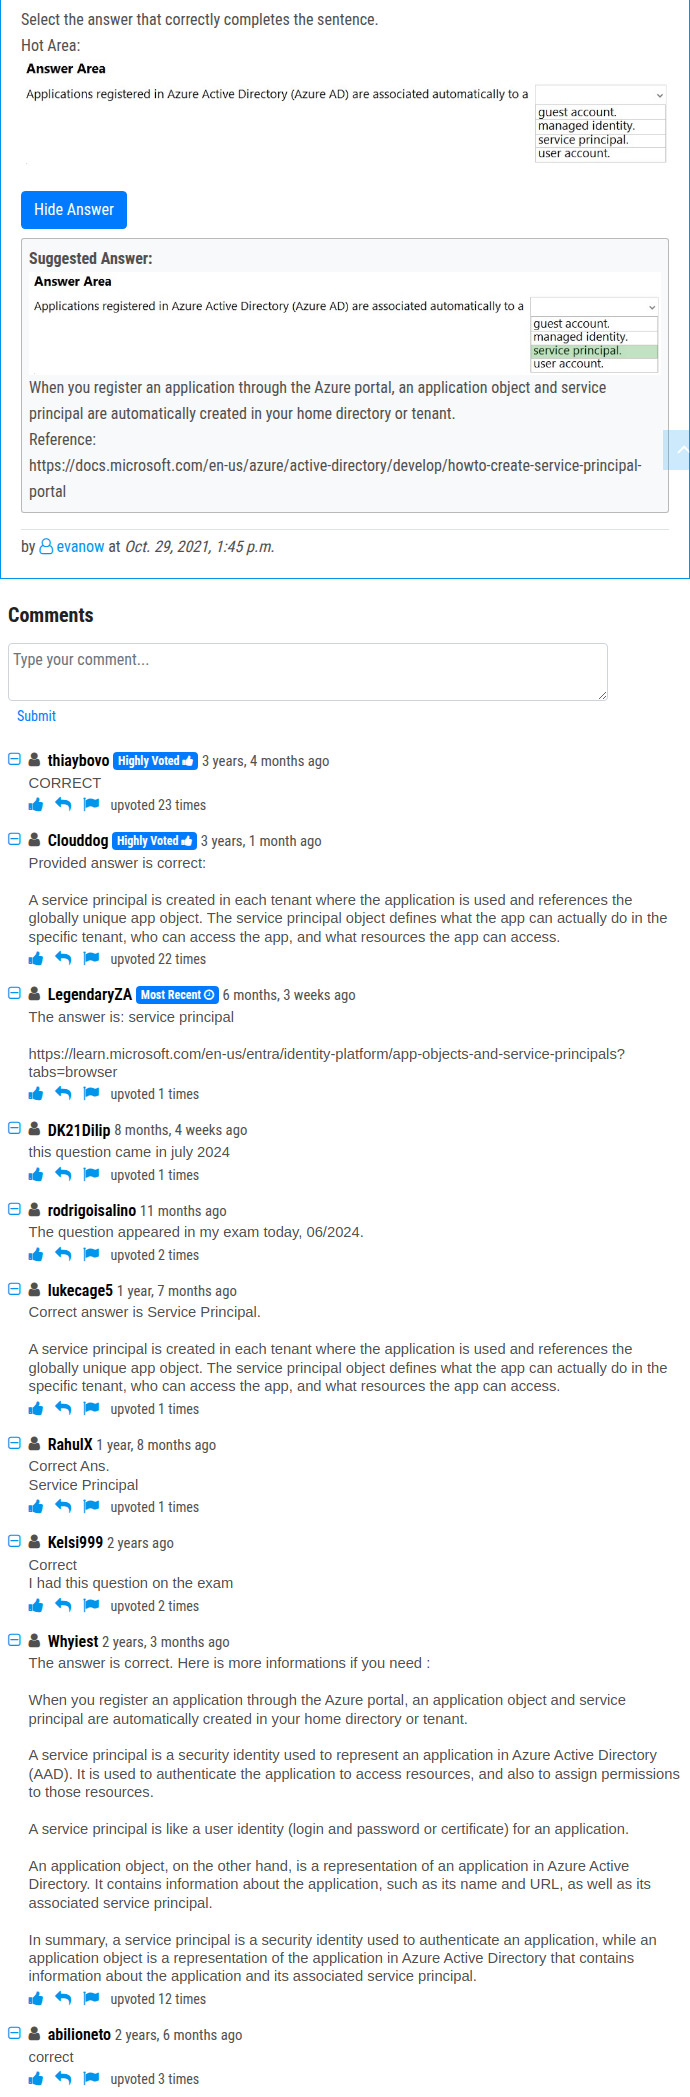 Select the answer that correctly completes the sentence.
Hot Area:
Answer Area
Applications registered in Azure Active Directory (Azure AD) are associated automatically to a
guest account.
managed identity.
service principal.
user account.
Hide Answer
Suggested Answer:
Answer Area
Applications registered in Azure Active Directory (Azure AD) are associated automatically to a
guest account.
managed identity.
service principal.
user account.
When you register an application through the Azure portal, an application object and service
principal are automatically created in your home directory or tenant.
Reference:
https://docs.microsoft.com/en-us/azure/active-directory/develop/howto-create-service-principal-
portal
by evanow at Oct. 29, 2021, 1:45 p.m.
Comments
Type your comment...
Submit
thiaybovo Highly Voted 3 years, 4 months ago
CORRECT
upvoted 23 times
Clouddog Highly Voted 3 years, 1 month ago
Provided answer is correct:
A service principal is created in each tenant where the application is used and references the
globally unique app object. The service principal object defines what the app can actually do in the
specific tenant, who can access the app, and what resources the app can access.
upvoted 22 times
LegendaryZA Most Recent 6 months, 3 weeks ago
The answer is: service principal
https://learn.microsoft.com/en-us/entra/identity-platform/app-objects-and-service-principals?
tabs=browser
upvoted 1 times
DK21Dilip 8 months, 4 weeks ago
this question came in july 2024
upvoted 1 times
rodrigoisalino 11 months ago
The question appeared in my exam today, 06/2024.
upvoted 2 times
lukecage5 1 year, 7 months ago
Correct answer is Service Principal.
A service principal is created in each tenant where the application is used and references the
globally unique app object. The service principal object defines what the app can actually do in the
specific tenant, who can access the app, and what resources the app can access.
upvoted 1 times
RahulX 1 year, 8 months ago
Correct Ans.
Service Principal
upvoted 1 times
Kelsi999 2 years ago
Correct
I had this question on the exam
upvoted 2 times
Whyiest 2 years, 3 months ago
The answer is correct. Here is more informations if you need :
When you register an application through the Azure portal, an application object and service
principal are automatically created in your home directory or tenant.
A service principal is a security identity used to represent an application in Azure Active Directory
(AAD). It is used to authenticate the application to access resources, and also to assign permissions
to those resources.
A service principal is like a user identity (login and password or certificate) for an application.
An application object, on the other hand, is a representation of an application in Azure Active
Directory. It contains information about the application, such as its name and URL, as well as its
associated service principal.
In summary, a service principal is a security identity used to authenticate an application, while an
application object is a representation of the application in Azure Active Directory that contains
information about the application and its associated service principal.
upvoted 12 times
abilioneto 2 years, 6 months ago
correct
upvoted 3 times